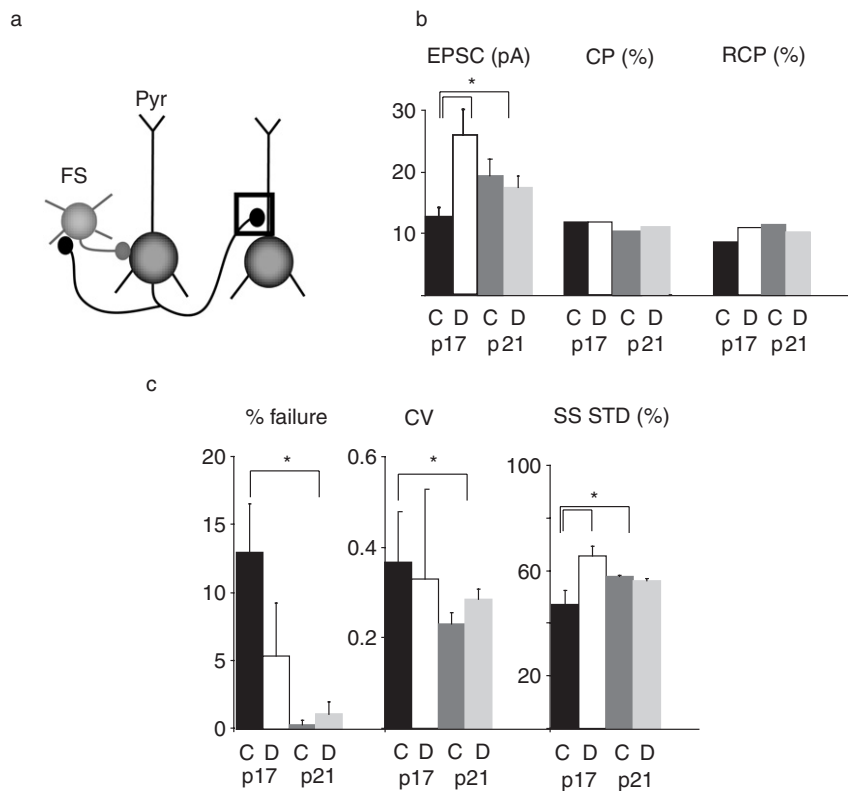 a
Pyr
FS
b
EPSC (pA) CP (%) RCP (%)
*
30
20
10
C D C D C D C D C D C D
p17 p21 p17 p21 p17 p21
c
% failure CV SS STD (%)
20 0.6 100
* * *
15
0.4 60
10
0.2
5 20
0
C D C D C D C D C D C D
p17 p21 p17 p21 p17 p21